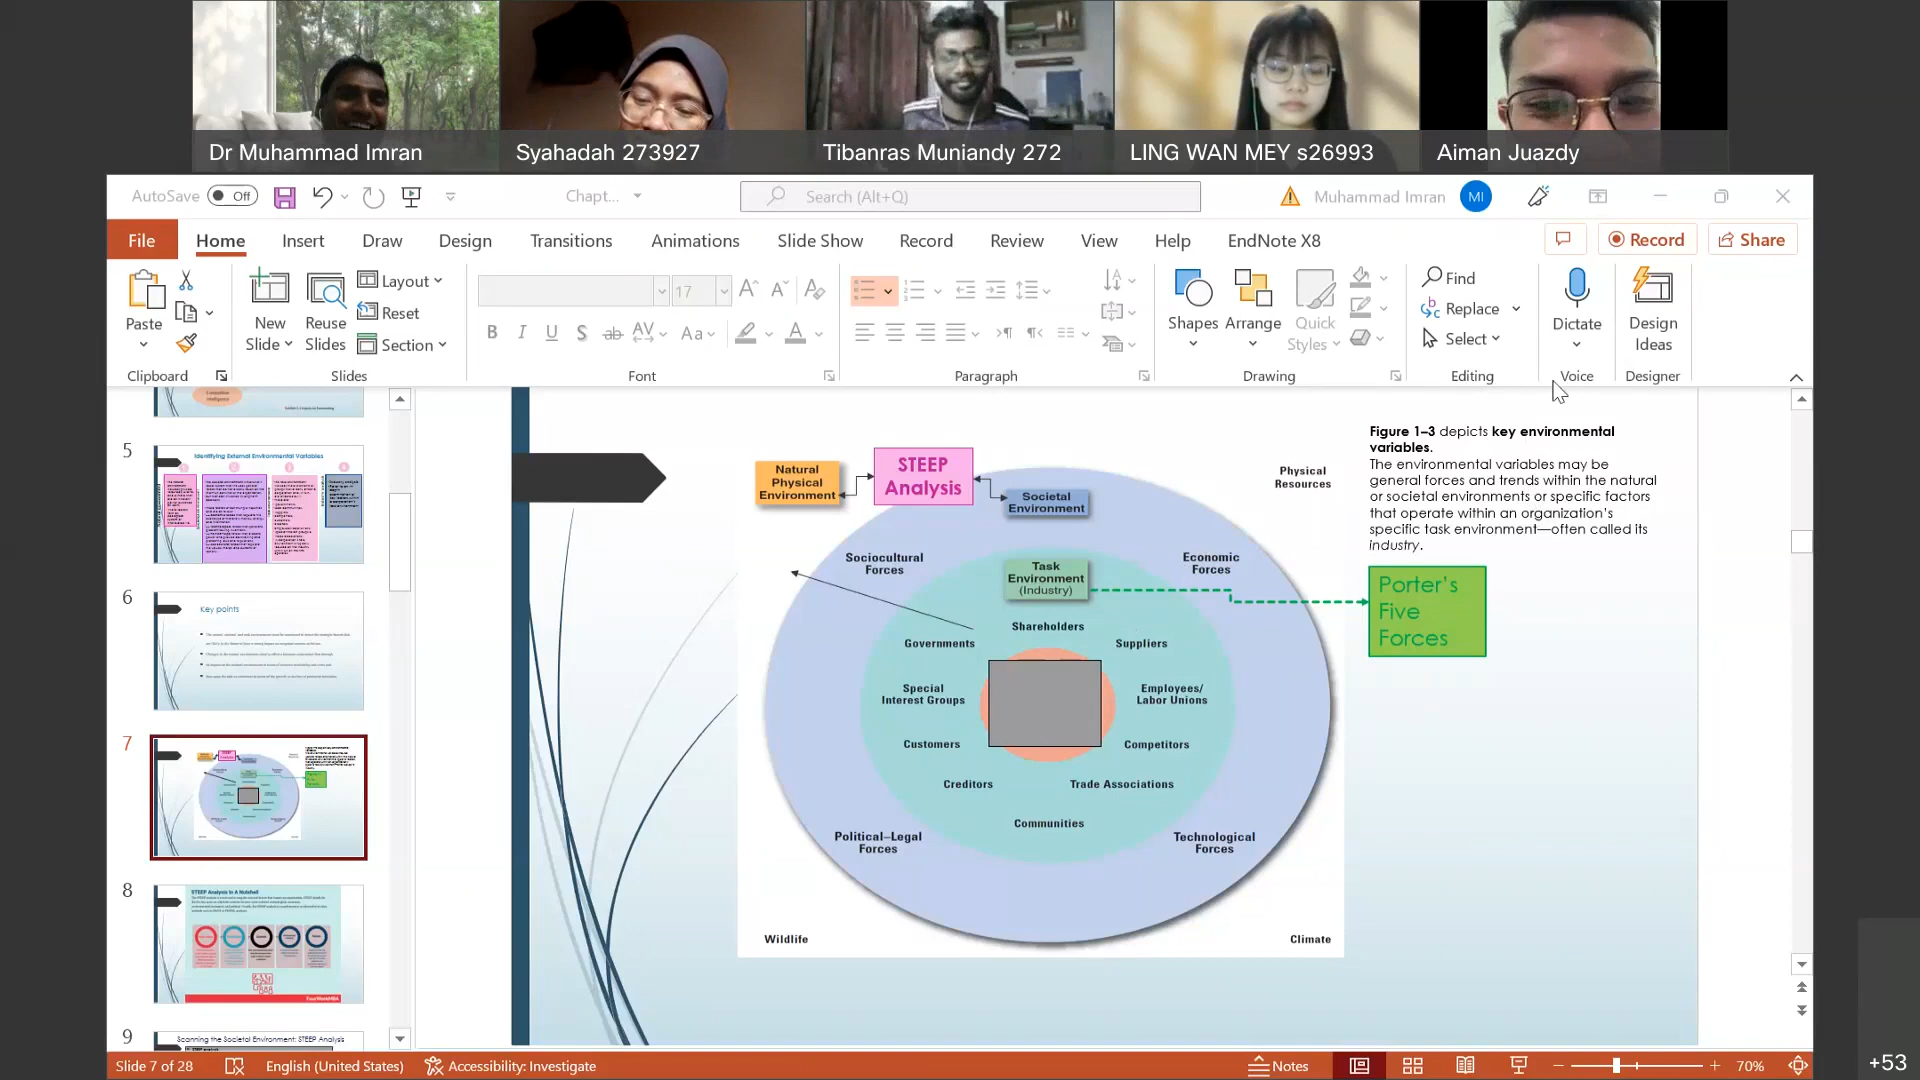 Dr Muhammad Imran
Syahadah 273927
Tibanras Muniandy 272
LING WAN MEY s26993
Aiman Juazdy
AutoSave Off
Chapt...
Search (Alt+Q)
Muhammad Imran
MI
File
Home
Insert
Draw
Design
Transitions
Animations
Slide Show
Record
Review
View
Help
EndNote X8
Record
Share
Paste
New
Slide
Reuse
Slides
Layout
Reset
Section
17
Find
Replace
Select
Shapes
Arrange
Quick
Styles
Dictate
Design
Ideas
Clipboard
Slides
Font
Paragraph
Drawing
Editing
Voice
Designer
5
Identifying External Environmental Variables
6
Key points
7
8
STEEP Analysis In A Nutshell
FourWeekMBA
9
Scanning the Societal Environment: STEEP Analysis
Natural
Physical
Environment
STEEP
Analysis
Societal
Environment
Physical
Resources
Sociocultural
Forces
Economic
Forces
Task
Environment
(Industry)
Shareholders
Governments
Suppliers
Special
Interest Groups
Employees/
Labor Unions
Customers
Competitors
Creditors
Trade Associations
Communities
Political–Legal
Forces
Technological
Forces
Wildlife
Climate
Figure 1–3 depicts key environmental
variables.
The environmental variables may be
general forces and trends within the natural
or societal environments or specific factors
that operate within an organization’s
specific task environment—often called its
industry.
Porter’s
Five
Forces
Slide 7 of 28
English (United States)
Accessibility: Investigate
Notes
70%
+53